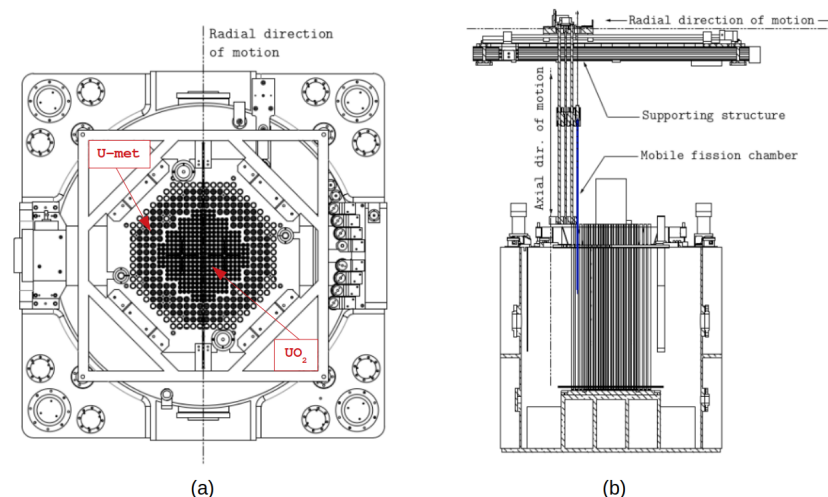 Radial direction
of motion
U-met
UO₂
(a)
Radial direction of motion
Axial dir. of motion
Supporting structure
Mobile fission chamber
(b)